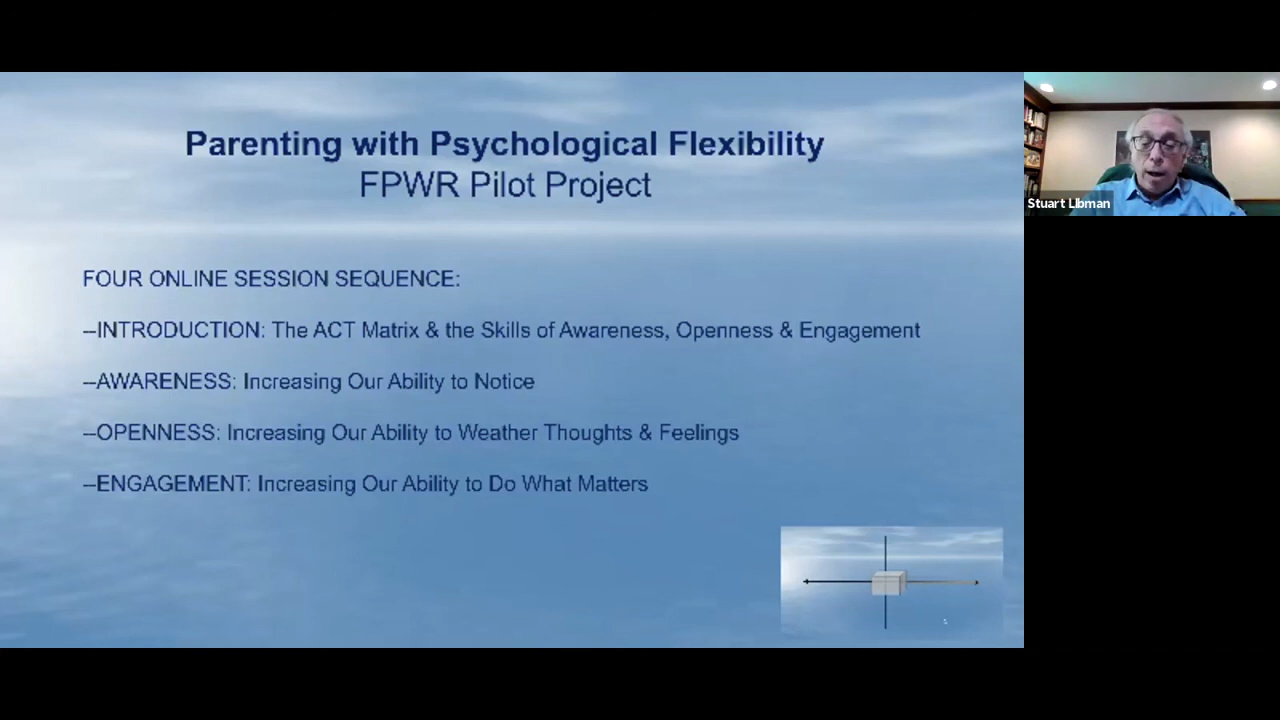 Parenting with Psychological Flexibility
FPWR Pilot Project
FOUR ONLINE SESSION SEQUENCE:
--INTRODUCTION: The ACT Matrix & the Skills of Awareness, Openness & Engagement
--AWARENESS: Increasing Our Ability to Notice
--OPENNESS: Increasing Our Ability to Weather Thoughts & Feelings
--ENGAGEMENT: Increasing Our Ability to Do What Matters
Stuart Libman